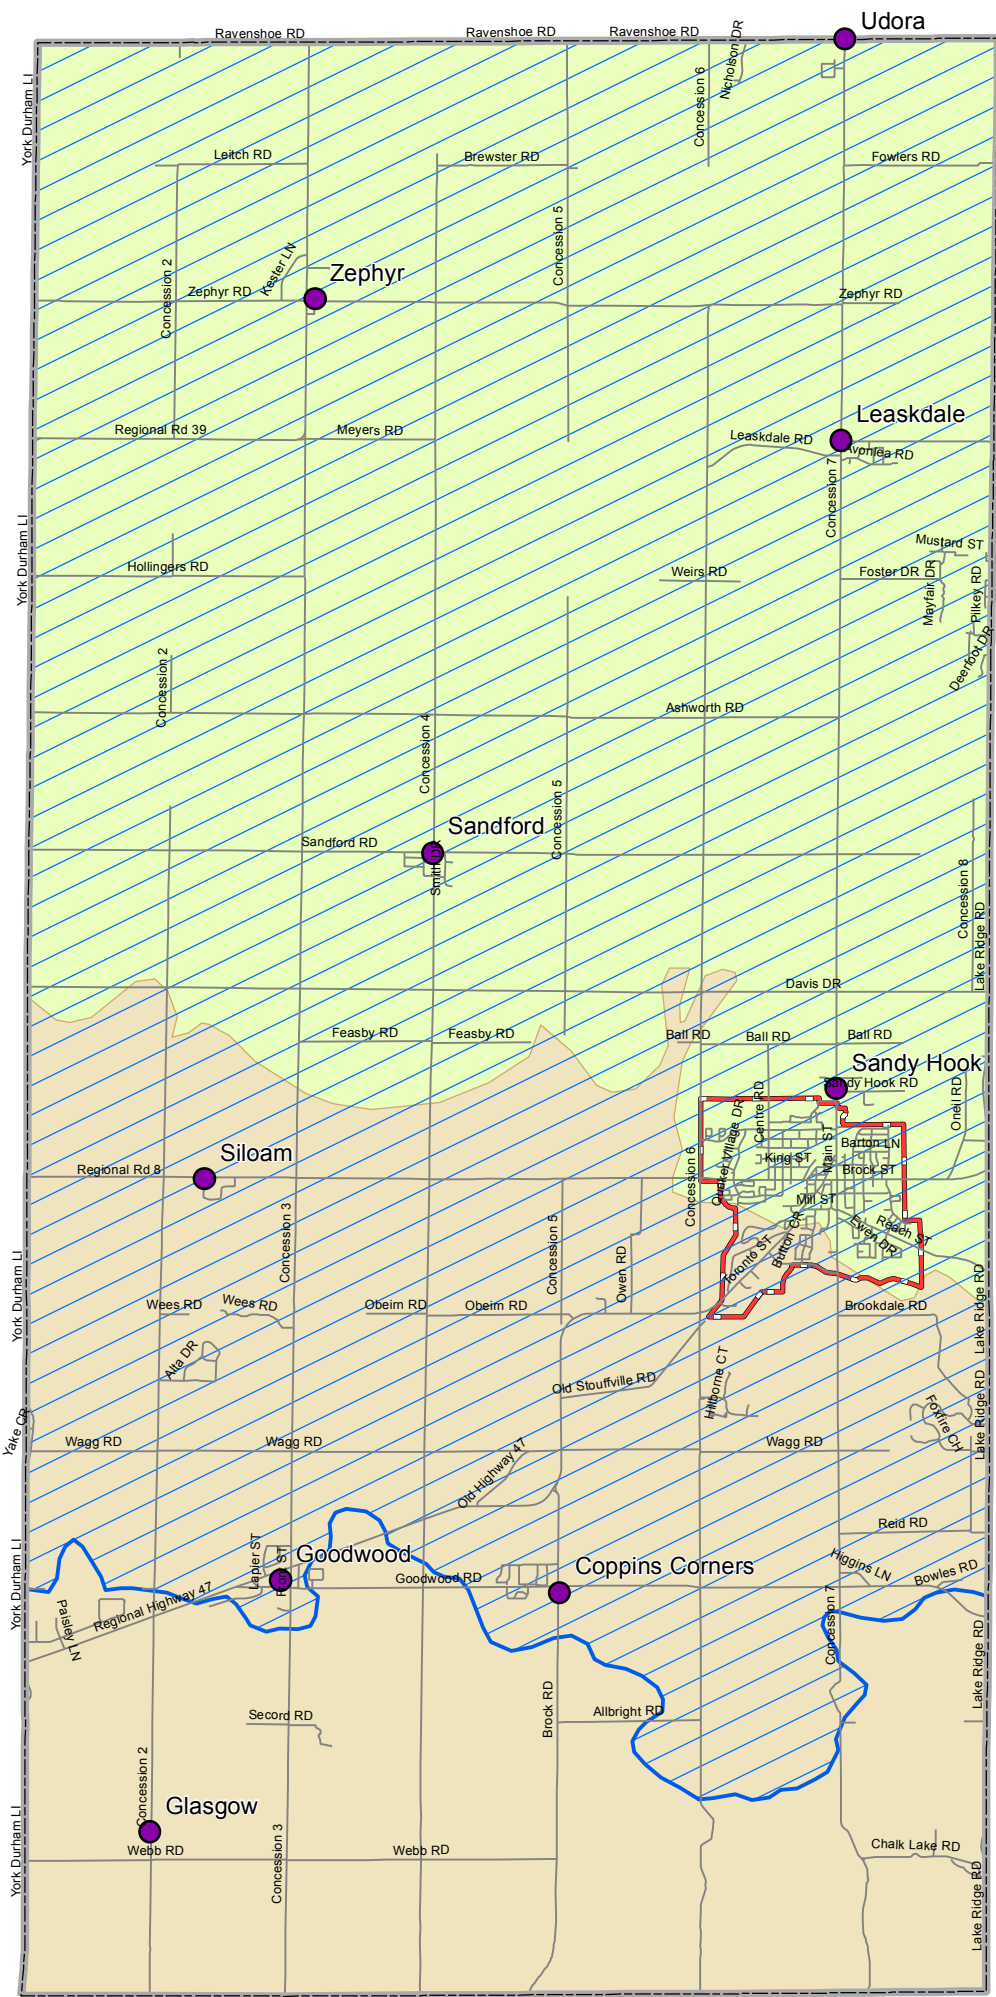 Udora
Ravenshoe RD
Ravenshoe RD
Ravenshoe RD
Nicholson DR
Concession 6
York Durham LI
Leitch RD
Brewster RD
Fowlers RD
Concession 5
Kester LN
Concession 2
Zephyr
Zephyr RD
Zephyr RD
Leaskdale
Regional Rd 39
Meyers RD
Leaskdale RD
Avonlea RD
Concession 7
York Durham LI
Mustard ST
Hollingers RD
Weirs RD
Foster DR
Mayfair DR
Pilkey RD
Deerfoot DR
Concession 2
Ashworth RD
Concession 4
Concession 5
Sandford
Sandford RD
Smith DR
Concession 8
Lake Ridge RD
Davis DR
Feasby RD
Feasby RD
Ball RD
Ball RD
Ball RD
Sandy Hook
Sandy Hook RD
Oneil RD
Centre RD
Quaker Village DR
Main ST
Barton LN
Siloam
Regional Rd 8
King ST
Brock ST
Concession 6
Mill ST
Concession 3
Concession 5
Button CR
Ewen DR
Reach ST
Toronto ST
Owen RD
York Durham LI
Wees RD
Wees RD
Obeirn RD
Obeirn RD
Brookdale RD
Lake Ridge RD
Alta DR
Old Stouffville RD
Hillborne CT
Lake Ridge RD
Foxfire CH
Yake CR
Wagg RD
Wagg RD
Wagg RD
Old Highway 47
Reid RD
York Durham LI
Lapier ST
Front ST
Goodwood
Goodwood RD
Coppins Corners
Higgins LN
Bowles RD
Regional Highway 47
Paisley LN
Concession 7
Lake Ridge RD
Secord RD
Brock RD
Allbright RD
Concession 2
Glasgow
York Durham LI
Webb RD
Webb RD
Concession 3
Chalk Lake RD
Lake Ridge RD